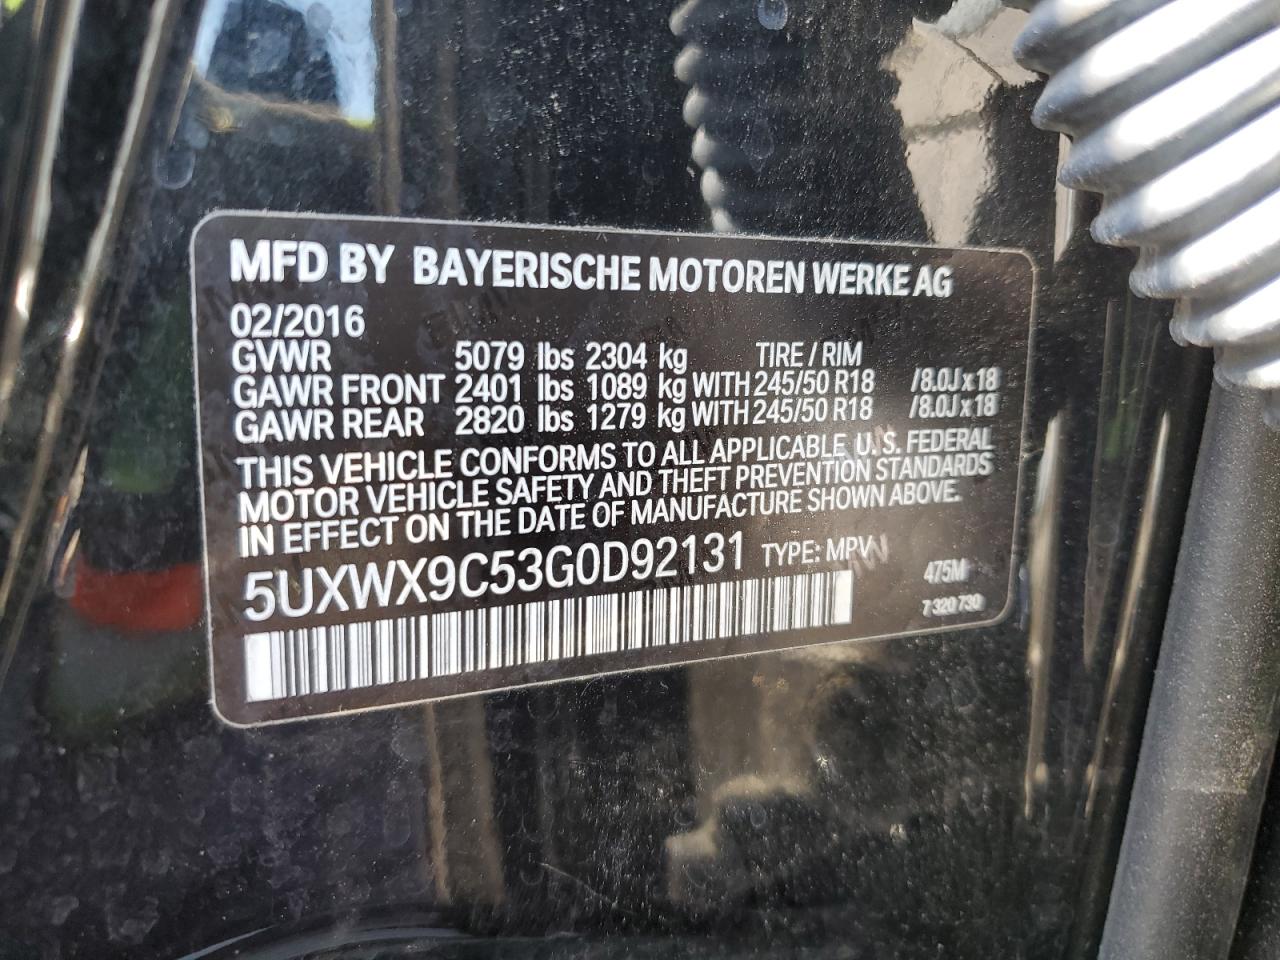 MFD BY BAYERISCHE MOTOREN WERKE AG
02/2016
GVWR 5079 lbs 2304 kg TIRE / RIM
GAWR FRONT 2401 lbs 1089 kg WITH 245/50 R18 /8.0J x 18
GAWR REAR 2820 lbs 1279 kg WITH 245/50 R18 /8.0J x 18
THIS VEHICLE CONFORMS TO ALL APPLICABLE U.S. FEDERAL
MOTOR VEHICLE SAFETY AND THEFT PREVENTION STANDARDS
IN EFFECT ON THE DATE OF MANUFACTURE SHOWN ABOVE.
5UXWX9C53G0D92131 TYPE: MPV
475M
7 320 730